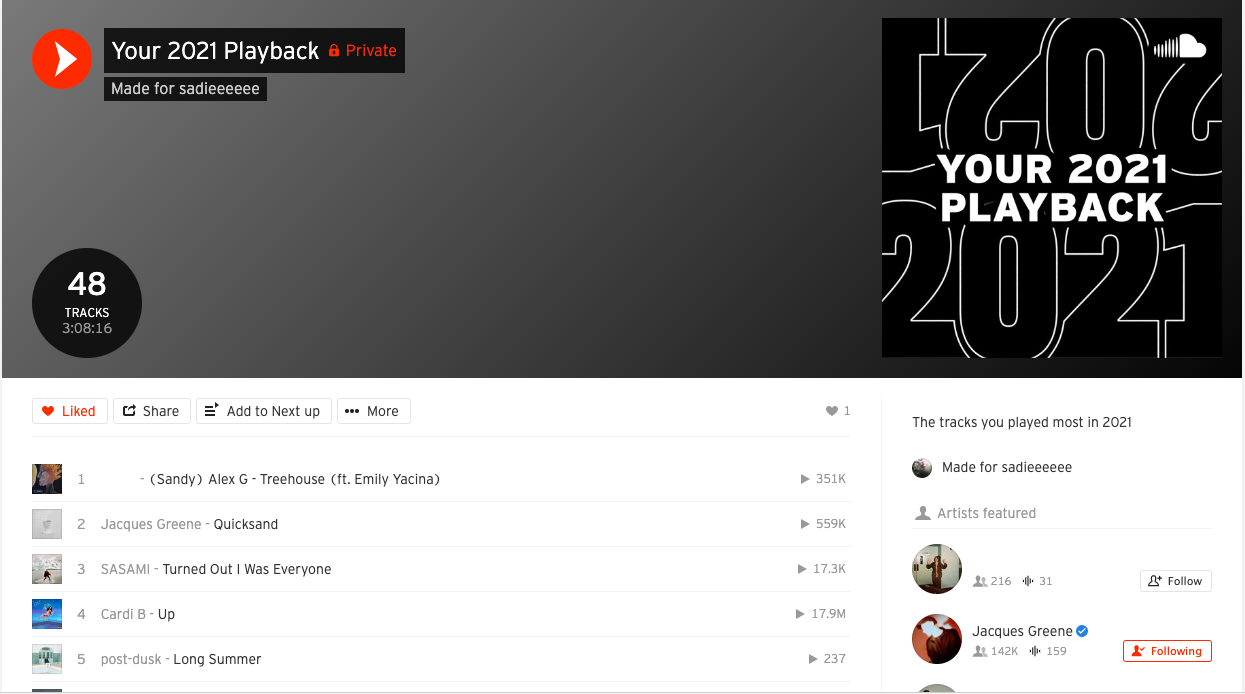 Your 2021 Playback Private
Made for sadieeeeee
202
YOUR 2021
PLAYBACK
2021
48
TRACKS
3:08:16
Liked Share Add to Next up More
1
1 - (Sandy) Alex G - Treehouse (ft. Emily Yacina) 351K
2 Jacques Greene - Quicksand 559K
3 SASAMI - Turned Out I Was Everyone 17.3K
4 Cardi B - Up 17.9M
5 post-dusk - Long Summer 237
The tracks you played most in 2021
Made for sadieeeeee
Artists featured
216 31 Follow
Jacques Greene
142K 159 Following